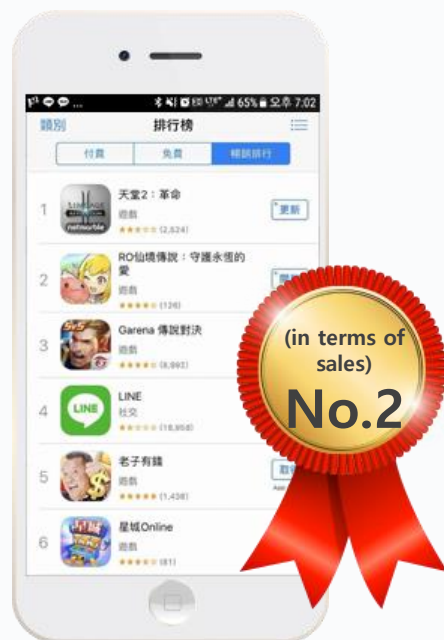 65% 오후 7:02
類別
排行榜
付費
免費
暢銷排行
1
天堂2：革命
遊戲
(2,624)
更新
netmarble
2
RO仙境傳說：守護永恆的
愛
遊戲
(126)
3
Garena 傳說對決
遊戲
(8,992)
5v5
4
LINE
LINE
社交
(18,958)
5
老子有錢
遊戲
(1,438)
6
星城Online
遊戲
(81)
(in terms of
sales)
No.2